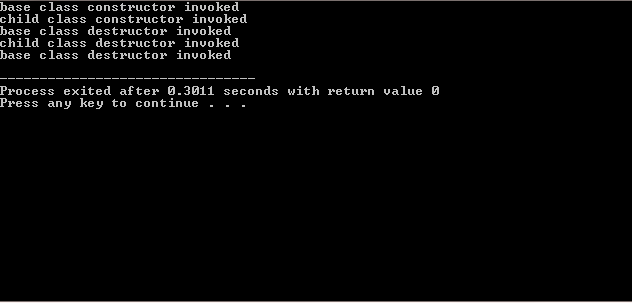 base class constructor invoked
child class constructor invoked
base class destructor invoked
child class destructor invoked
base class destructor invoked
--------------------------------
Process exited after 0.3011 seconds with return value 0
Press any key to continue . . .